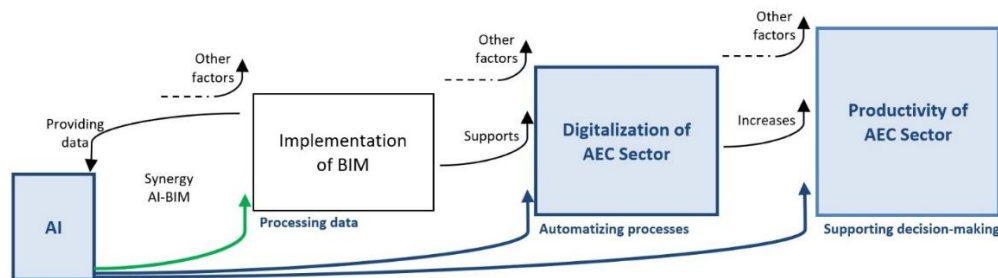 Other
factors
Other
factors
Other
factors
Providing
data
Implementation
of BIM
Supports
Digitalization of
AEC Sector
Increases
Productivity of
AEC Sector
Synergy
AI-BIM
AI
Processing data
Automatizing processes
Supporting decision-making